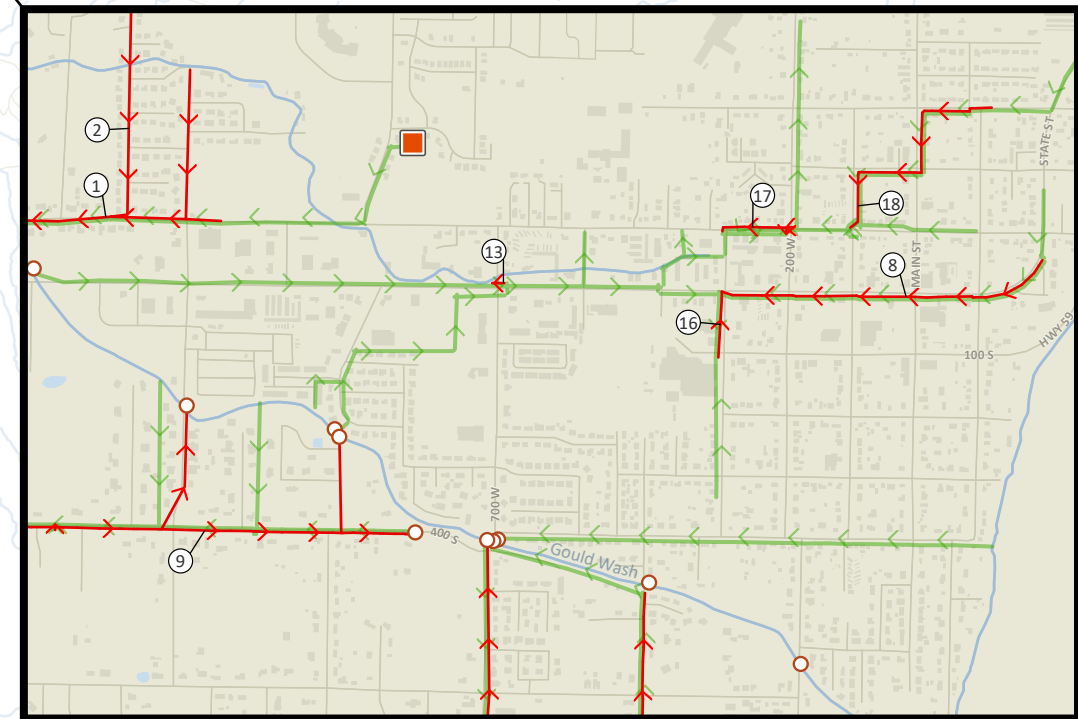 2
1
17
STATE ST
18
13
200 W
MAIN ST
8
16
HWY 59
100 S
700 W
400 S
9
Gould Wash